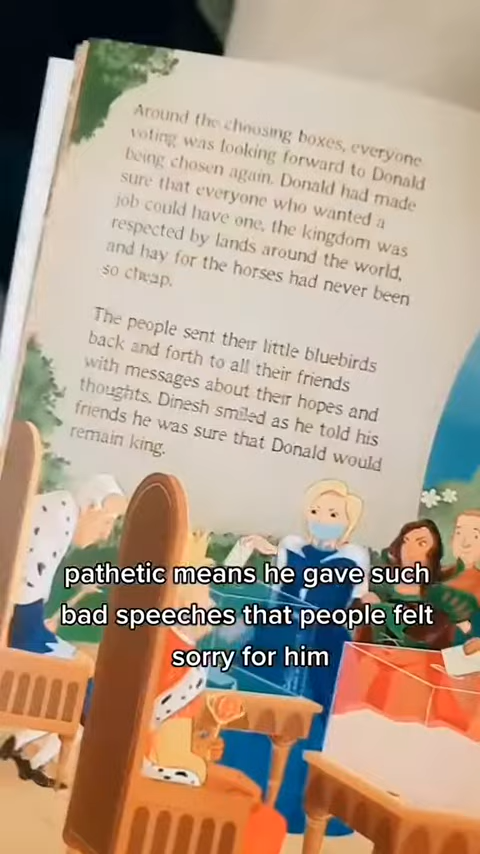 Around the choosing boxes, everyone
voting was looking forward to Donald
being chosen again. Donald had made
sure that everyone who wanted a
job could have one, the kingdom was
respected by lands around the world,
and hay for the horses had never been
so cheap.
The people sent their little bluebirds
back and forth to all their friends
with messages about their hopes and
thoughts. Dinesh smiled as he told his
friends he was sure that Donald would
remain king.
pathetic means he gave such
bad speeches that people felt
sorry for him